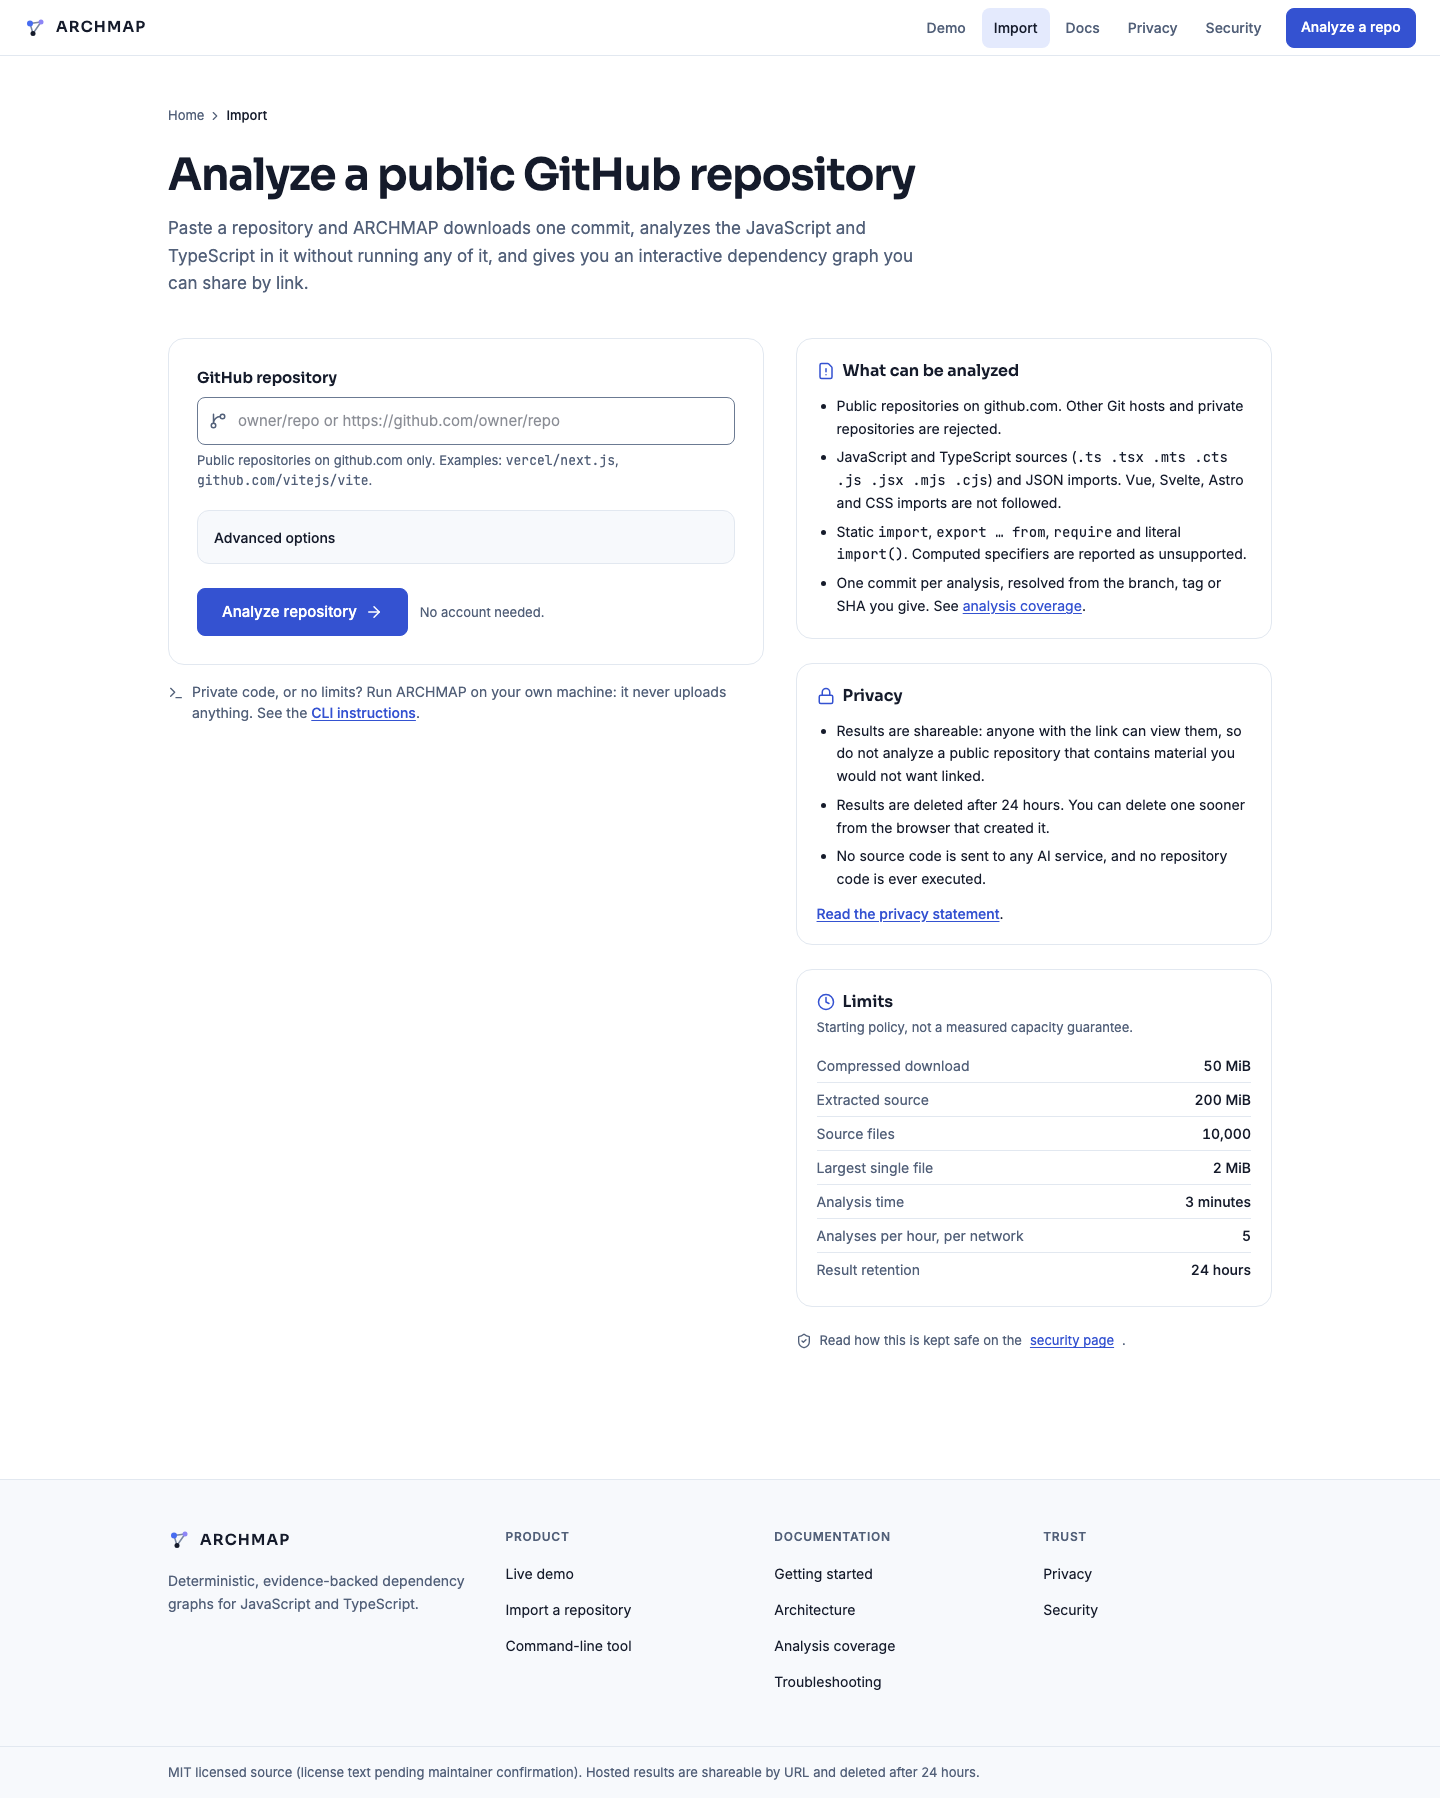 ARCHMAP
Demo Import Docs Privacy Security Analyze a repo
Home Import
Analyze a public GitHub repository
Paste a repository and ARCHMAP downloads one commit, analyzes the JavaScript and
TypeScript in it without running any of it, and gives you an interactive dependency graph you
can share by link.
GitHub repository
owner/repo or https://github.com/owner/repo
Public repositories on github.com only. Examples: vercel/next.js,
github.com/vitejs/vite.
Advanced options
Analyze repository
No account needed.
Private code, or no limits? Run ARCHMAP on your own machine: it never uploads
anything. See the CLI instructions.
What can be analyzed
Public repositories on github.com. Other Git hosts and private
repositories are rejected.
JavaScript and TypeScript sources (.ts .tsx .mts .cts
.js .jsx .mjs .cjs) and JSON imports. Vue, Svelte, Astro
and CSS imports are not followed.
Static import, export … from, require and literal
import(). Computed specifiers are reported as unsupported.
One commit per analysis, resolved from the branch, tag or
SHA you give. See analysis coverage.
Privacy
Results are shareable: anyone with the link can view them, so
do not analyze a public repository that contains material you
would not want linked.
Results are deleted after 24 hours. You can delete one sooner
from the browser that created it.
No source code is sent to any AI service, and no repository
code is ever executed.
Read the privacy statement.
Limits
Starting policy, not a measured capacity guarantee.
Compressed download 50 MiB
Extracted source 200 MiB
Source files 10,000
Largest single file 2 MiB
Analysis time 3 minutes
Analyses per hour, per network 5
Result retention 24 hours
Read how this is kept safe on the security page .
ARCHMAP
Deterministic, evidence-backed dependency
graphs for JavaScript and TypeScript.
PRODUCT
Live demo
Import a repository
Command-line tool
DOCUMENTATION
Getting started
Architecture
Analysis coverage
Troubleshooting
TRUST
Privacy
Security
MIT licensed source (license text pending maintainer confirmation). Hosted results are shareable by URL and deleted after 24 hours.